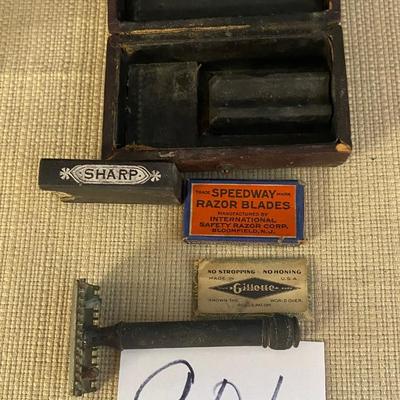 SHARP
TRADE SPEEDWAY MARK
RAZOR BLADES
MANUFACTURED BY
INTERNATIONAL
SAFETY RAZOR CORP.
BLOOMFIELD, N.J.
NO STROPPING - NO HONING
MADE IN U.S.A.
Gillette
KNOWN THE WORLD OVER